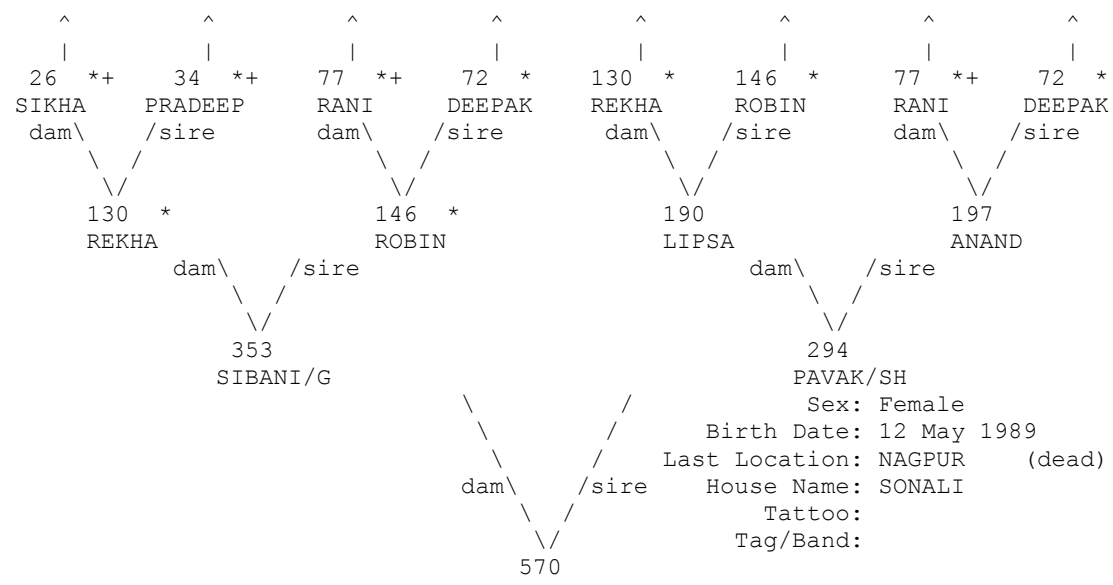 ^ ^ ^ ^ ^ ^ ^ ^
| | | | | | | |
26 *+ 34 *+ 77 *+ 72 * 130 * 146 * 77 *+ 72 *
SIKHA PRADEEP RANI DEEPAK REKHA ROBIN RANI DEEPAK
dam\ /sire dam\ /sire dam\ /sire dam\ /sire
\ / \ / \ / \ /
\/ \/ \/ \/
130 * 146 * 190 197
REKHA ROBIN LIPSA ANAND
dam\ /sire dam\ /sire
\ / \ /
\/ \/
353 294
SIBANI/G PAVAK/SH
\ / Sex: Female
\ / Birth Date: 12 May 1989
\ / Last Location: NAGPUR (dead)
dam\ /sire House Name: SONALI
\ / Tattoo:
\/ Tag/Band:
570